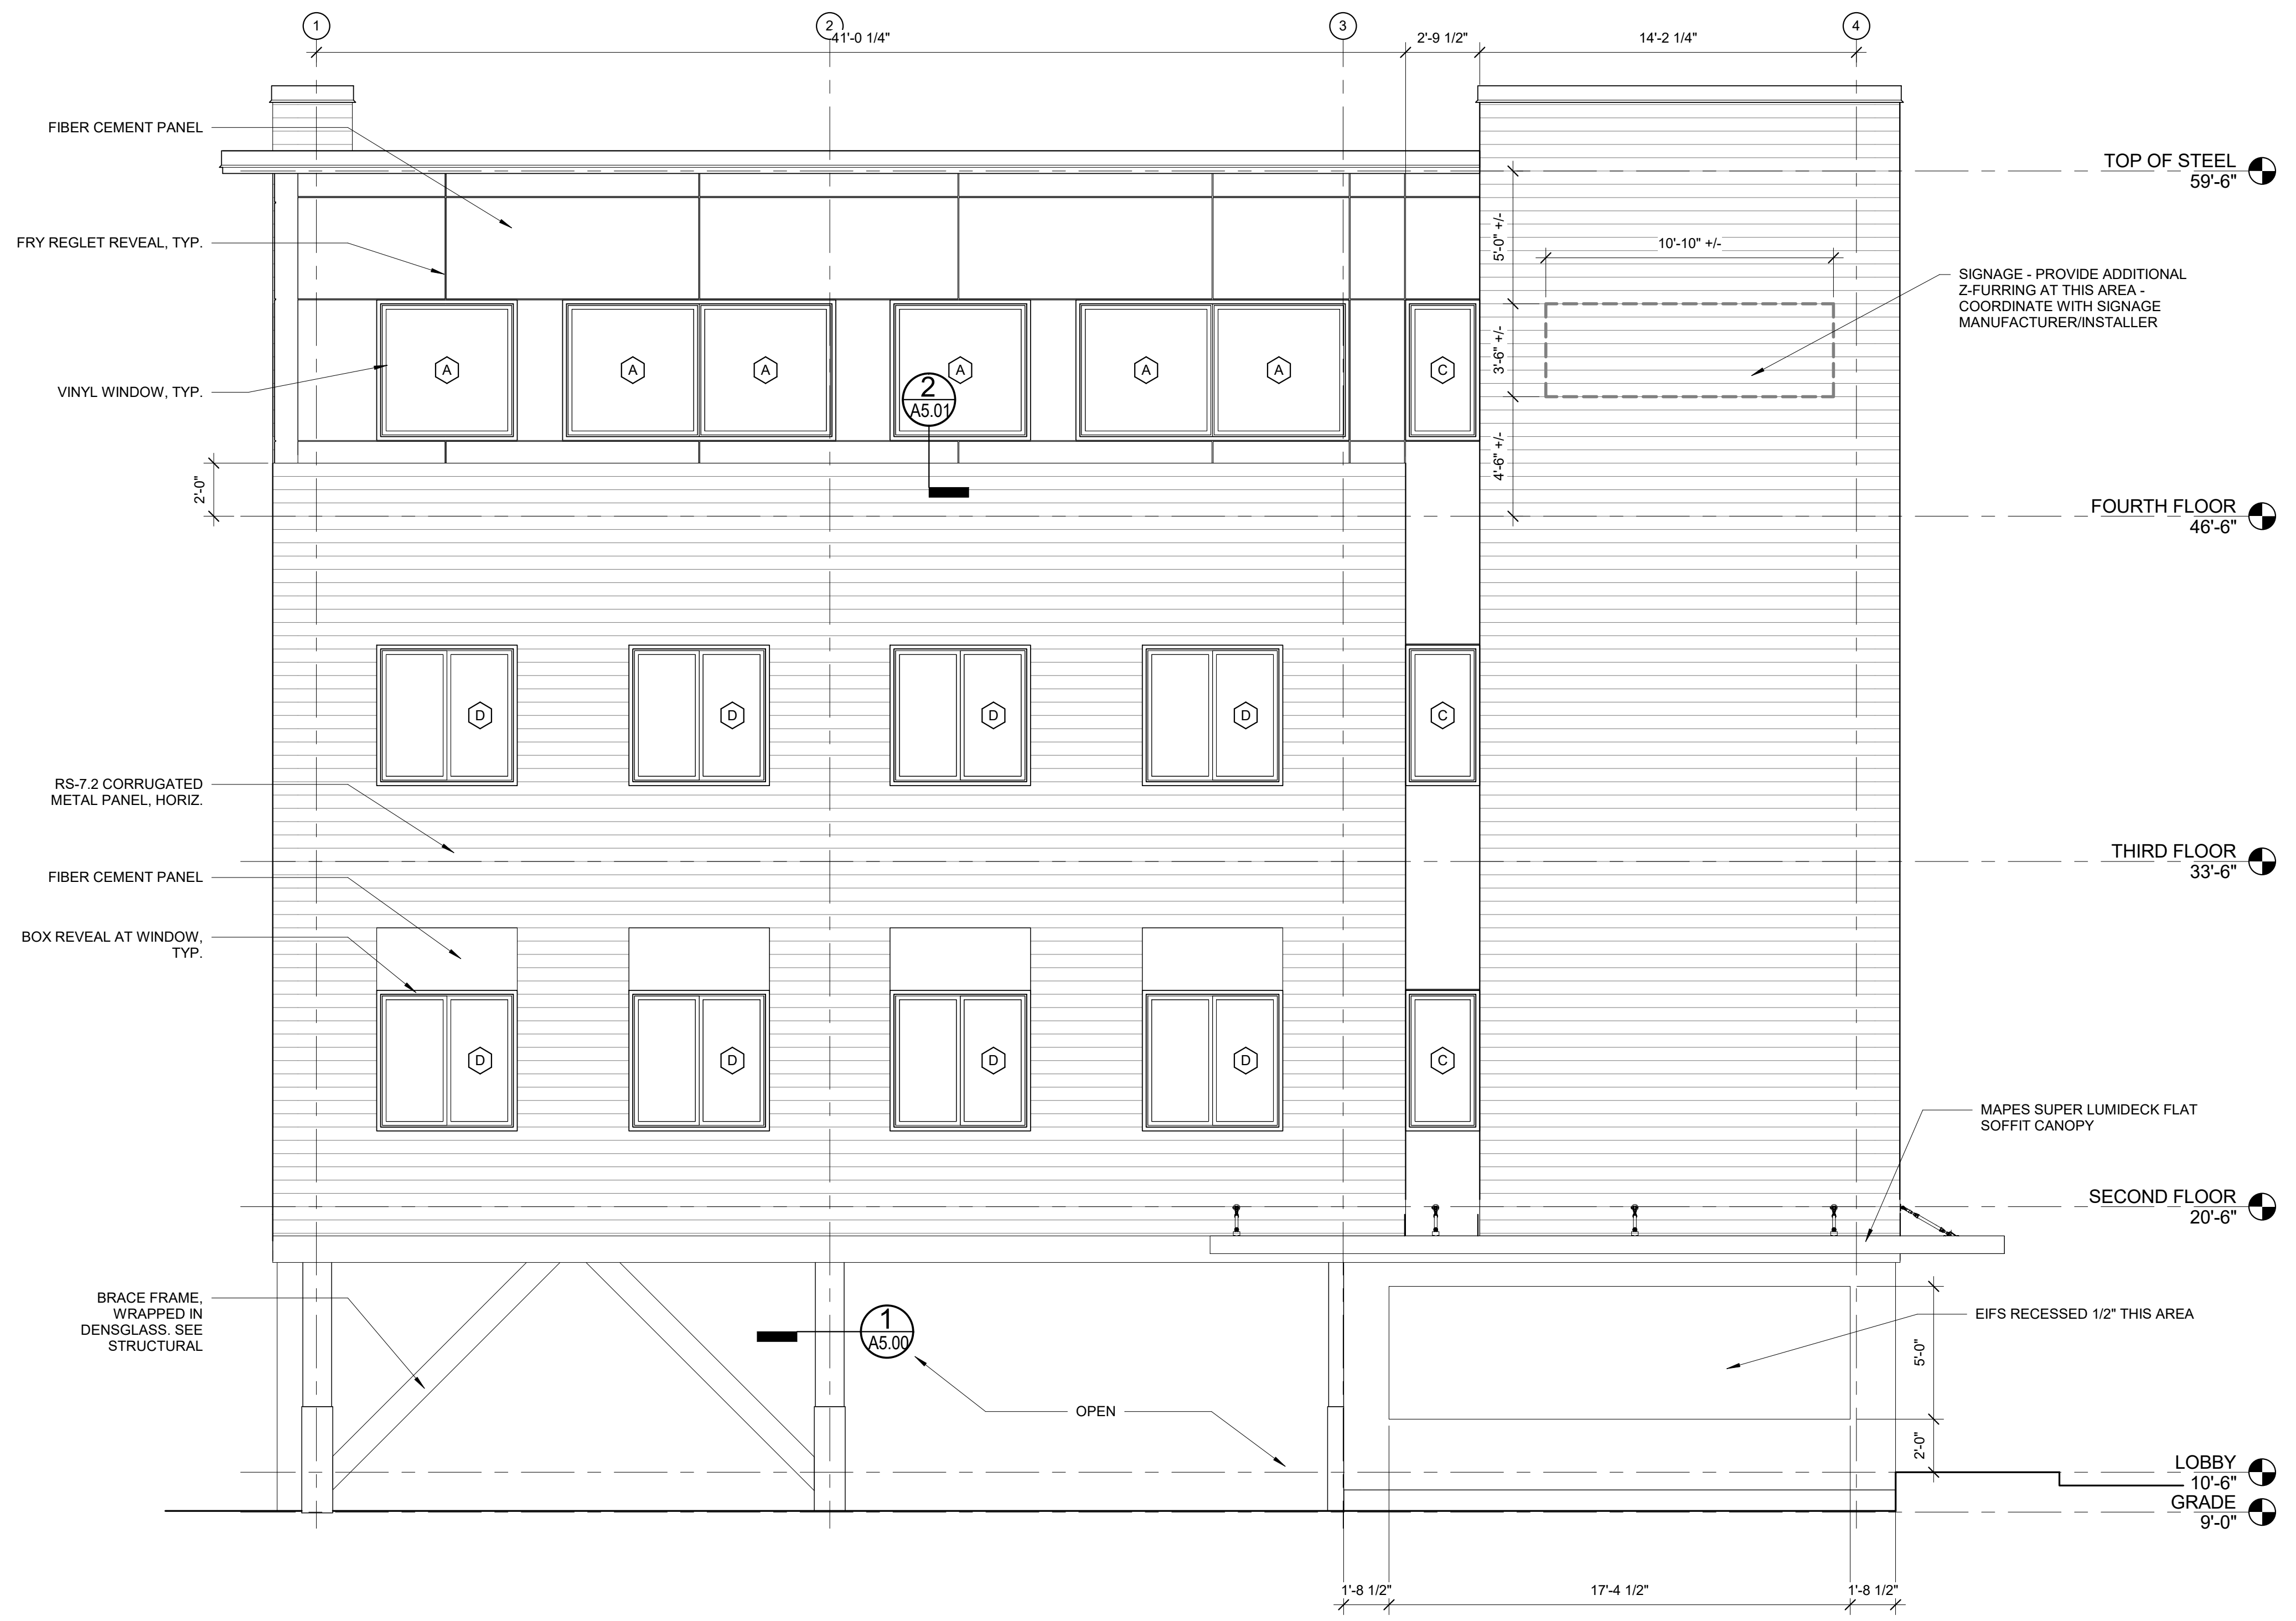 1
2
3
4
41'-0 1/4"
2'-9 1/2"
14'-2 1/4"
FIBER CEMENT PANEL
TOP OF STEEL
59'-6"
FRY REGLET REVEAL, TYP.
5'-0" +/-
10'-10" +/-
SIGNAGE - PROVIDE ADDITIONAL
Z-FURRING AT THIS AREA -
COORDINATE WITH SIGNAGE
MANUFACTURER/INSTALLER
3'-6" +/-
VINYL WINDOW, TYP.
A
A
A
A
A
A
C
2
A5.01
4'-6" +/-
2'-0"
FOURTH FLOOR
46'-6"
D
D
D
D
C
RS-7.2 CORRUGATED
METAL PANEL, HORIZ.
THIRD FLOOR
33'-6"
FIBER CEMENT PANEL
BOX REVEAL AT WINDOW,
TYP.
D
D
D
D
C
MAPES SUPER LUMIDECK FLAT
SOFFIT CANOPY
SECOND FLOOR
20'-6"
BRACE FRAME,
WRAPPED IN
DENSGLASS. SEE
STRUCTURAL
1
A5.00
EIFS RECESSED 1/2" THIS AREA
5'-0"
OPEN
2'-0"
LOBBY
10'-6"
GRADE
9'-0"
1'-8 1/2"
17'-4 1/2"
1'-8 1/2"